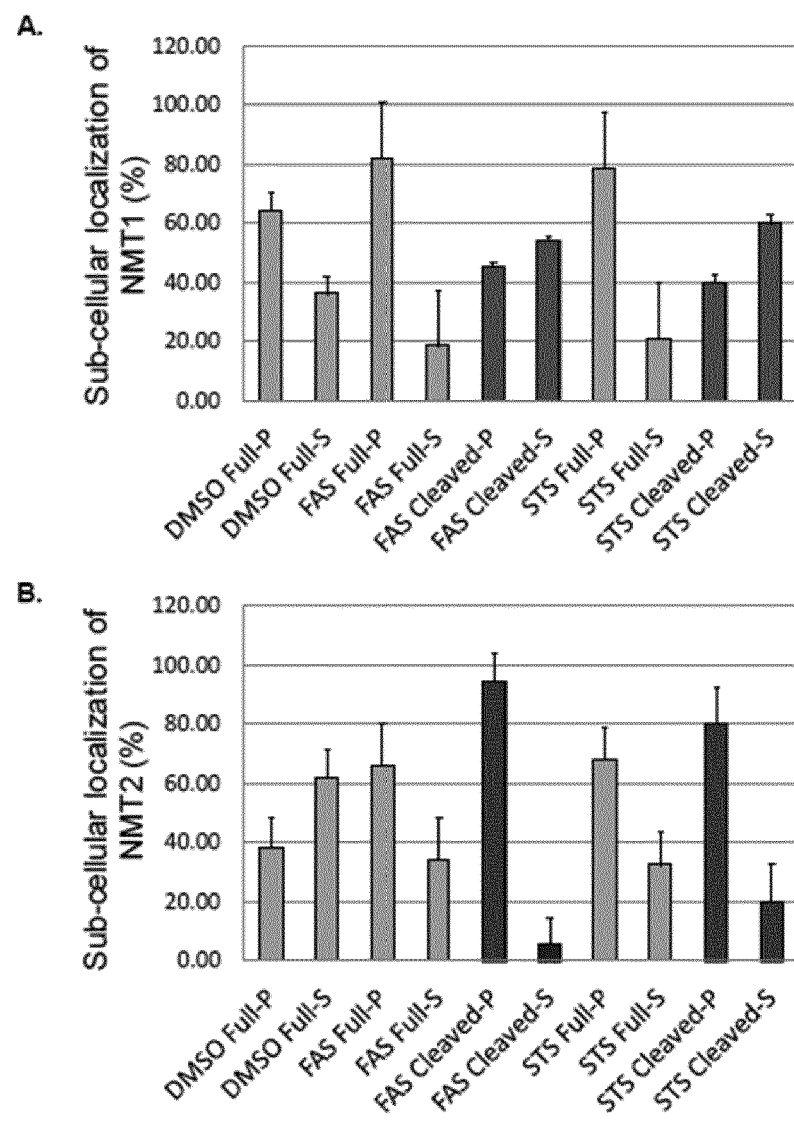 A.
Sub-cellular localization of
NMT1 (%)
120.00
100.00
80.00
60.00
40.00
20.00
0.00
DMSO Full-P
DMSO Full-S
FAS Full-P
FAS Full-S
FAS Cleaved-P
FAS Cleaved-S
STS Full-P
STS Full-S
STS Cleaved-P
STS Cleaved-S
B.
Sub-cellular localization of
NMT2 (%)
120.00
100.00
80.00
60.00
40.00
20.00
0.00
DMSO Full-P
DMSO Full-S
FAS Full-P
FAS Full-S
FAS Cleaved-P
FAS Cleaved-S
STS Full-P
STS Full-S
STS Cleaved-P
STS Cleaved-S